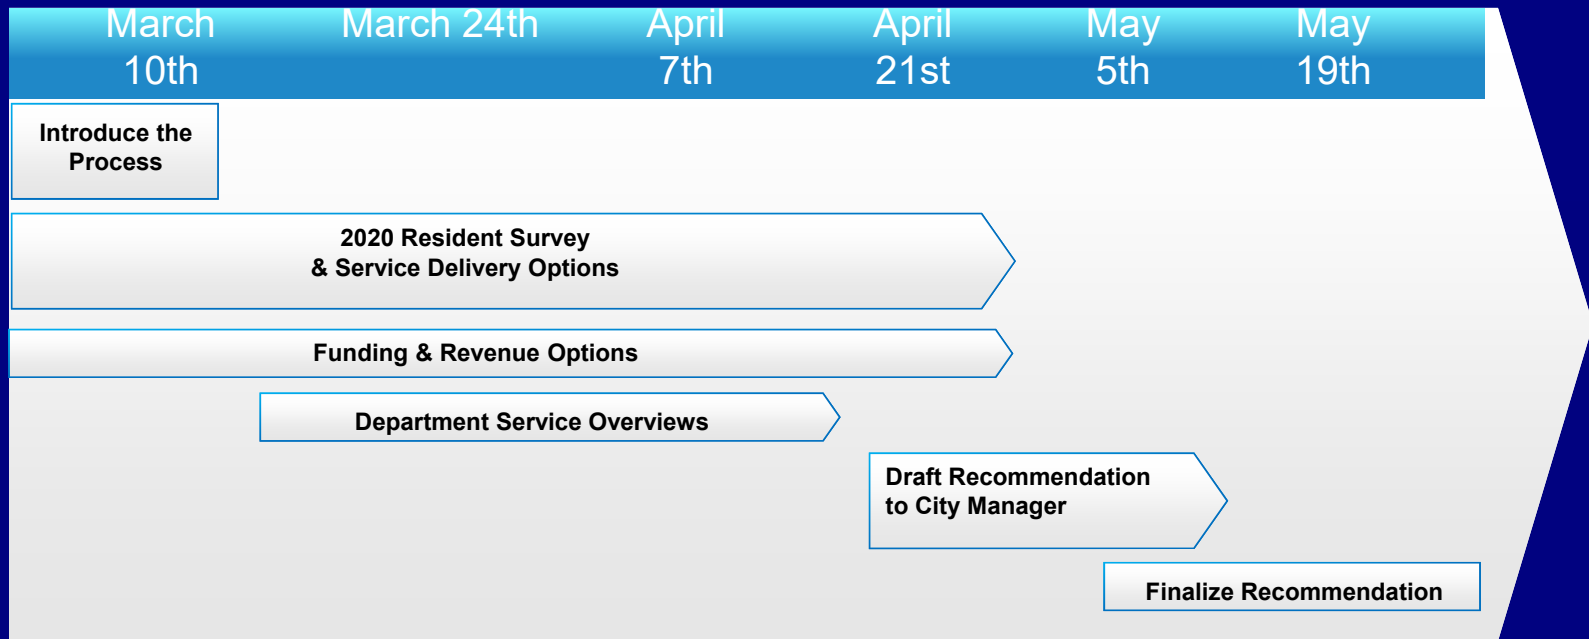 March March 24th April April May May
10th 7th 21st 5th 19th
Introduce the
Process
2020 Resident Survey
& Service Delivery Options
Funding & Revenue Options
Department Service Overviews
Draft Recommendation
to City Manager
Finalize Recommendation